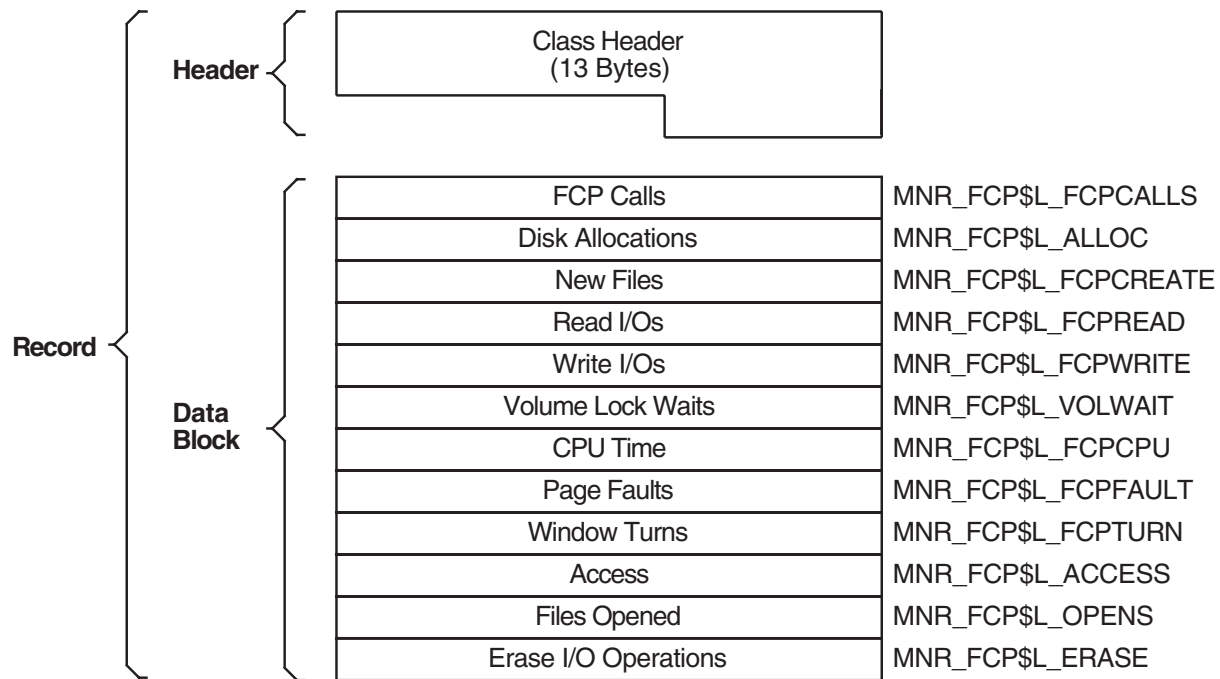 Class Header
(13 Bytes)
Header
FCP Calls MNR_FCP$L_FCPCALLS
Disk Allocations MNR_FCP$L_ALLOC
New Files MNR_FCP$L_FCPCREATE
Read I/Os MNR_FCP$L_FCPREAD
Record
Write I/Os MNR_FCP$L_FCPWRITE
Data
Block
Volume Lock Waits MNR_FCP$L_VOLWAIT
CPU Time MNR_FCP$L_FCPCPU
Page Faults MNR_FCP$L_FCPFAULT
Window Turns MNR_FCP$L_FCPTURN
Access MNR_FCP$L_ACCESS
Files Opened MNR_FCP$L_OPENS
Erase I/O Operations MNR_FCP$L_ERASE